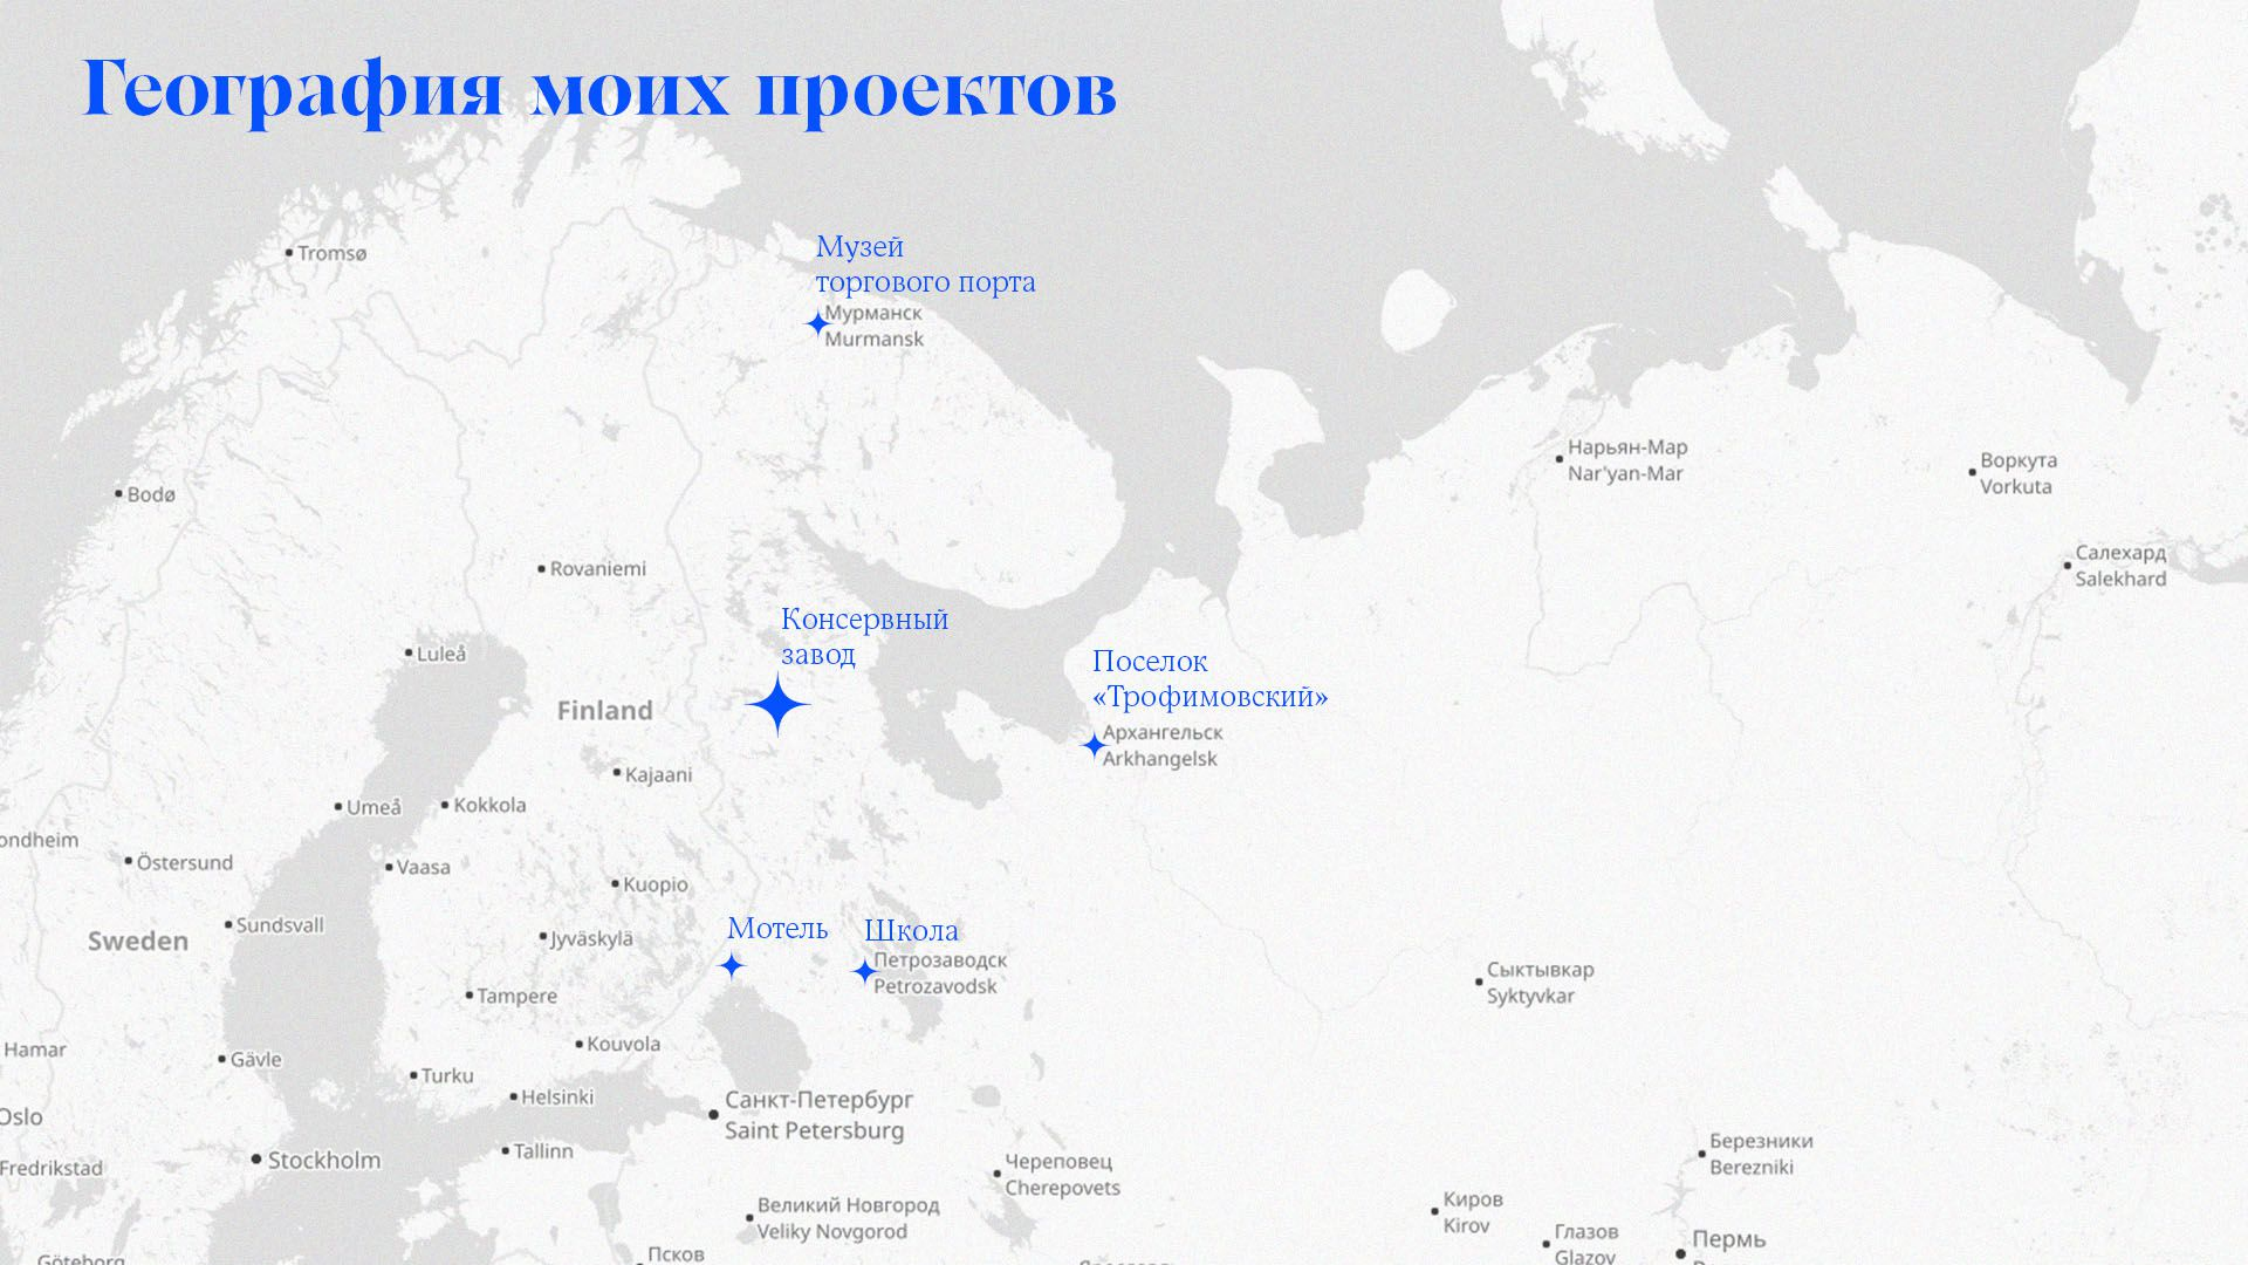 География моих проектов
Tromsø
Музей
торгового порта
Мурманск
Murmansk
Нарьян-Мар
Nar'yan-Mar
Воркута
Vorkuta
Bodø
Салехард
Salekhard
Rovaniemi
Консервный
завод
Luleå
Поселок
«Трофимовский»
Finland
Архангельск
Arkhangelsk
Kajaani
Umeå
Kokkola
ondheim
Östersund
Vaasa
Kuopio
Sundsvall
Sweden
Jyväskylä
Мотель
Школа
Петрозаводск
Petrozavodsk
Сыктывкар
Syktyvkar
Tampere
Hamar
Gävle
Kouvola
Turku
Helsinki
Санкт-Петербург
Saint Petersburg
Oslo
Fredrikstad
Stockholm
Tallinn
Череповец
Cherepovets
Березники
Berezniki
Великий Новгород
Veliky Novgorod
Киров
Kirov
Глазов
Glazov
Пермь
Псков
Göteborg